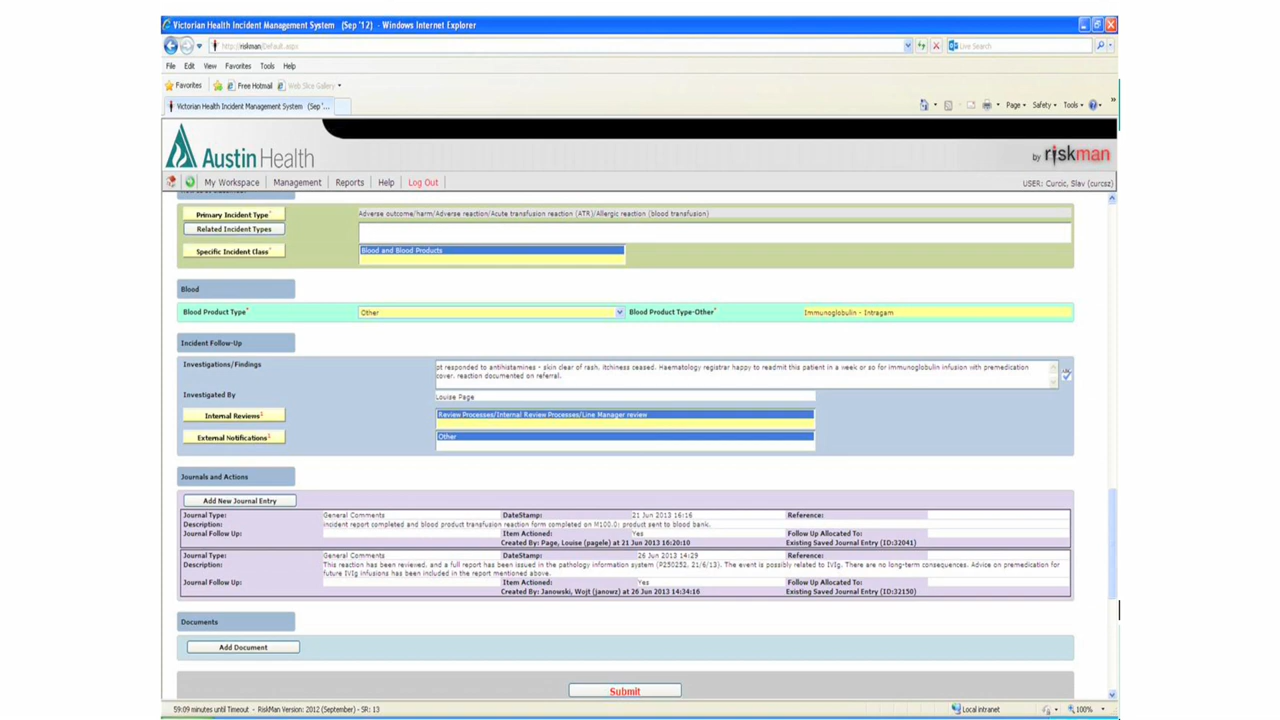 Victorian Health Incident Management System (Sep '12) - Windows Internet Explorer
http://riskman/Default.aspx
Live Search
File Edit View Favorites Tools Help
Favorites Free Hotmail Web Slice Gallery
Victorian Health Incident Management System (Sep '...
Page Safety Tools
Austin Health
by riskman
My Workspace Management Reports Help Log Out
USER: Curcic, Slav (curcsz)
Primary Incident Type* Adverse outcome/harm/Adverse reaction/Acute transfusion reaction (ATR)/Allergic reaction (blood transfusion)
Related Incident Types
Specific Incident Class* Blood and Blood Products
Blood
Blood Product Type* Other Blood Product Type-Other* Immunoglobulin - Intragam
Incident Follow-Up
Investigations/Findings pt responded to antihistamines - skin clear of rash. Itchiness ceased. Haematology registrar happy to readmit this patient in a week or so for immunoglobulin infusion with premedication
cover. reaction documented on referral.
Investigated By Louise Page
Internal Reviews Review Processes/Internal Review Processes/Line Manager review
External Notifications Other
Journals and Actions
Add New Journal Entry
Journal Type: General Comments DateStamp: 21 Jun 2013 16:16 Reference:
Description: incident report completed and blood product transfusion reaction form completed on M100.0; product sent to blood bank.
Journal Follow Up: Item Actioned: Yes Follow Up Allocated To:
Created By: Page, Louise (pagele) at 21 Jun 2013 16:20:10 Existing Saved Journal Entry (ID:32041)
Journal Type: General Comments DateStamp: 26 Jun 2013 14:29 Reference:
Description: This reaction has been reviewed, and a full report has been issued in the pathology information system (P250252, 21/6/13). The event is possibly related to IVIg. There are no long-term consequences. Advice on premedication for
future IVIg infusions has been included in the report mentioned above.
Journal Follow Up: Item Actioned: Yes Follow Up Allocated To:
Created By: Janowski, Wojt (janowz) at 26 Jun 2013 14:34:16 Existing Saved Journal Entry (ID:32150)
Documents
Add Document
Submit
59:09 minutes until Timeout - RiskMan Version: 2012 (September) - SR: 13
Local intranet
100%